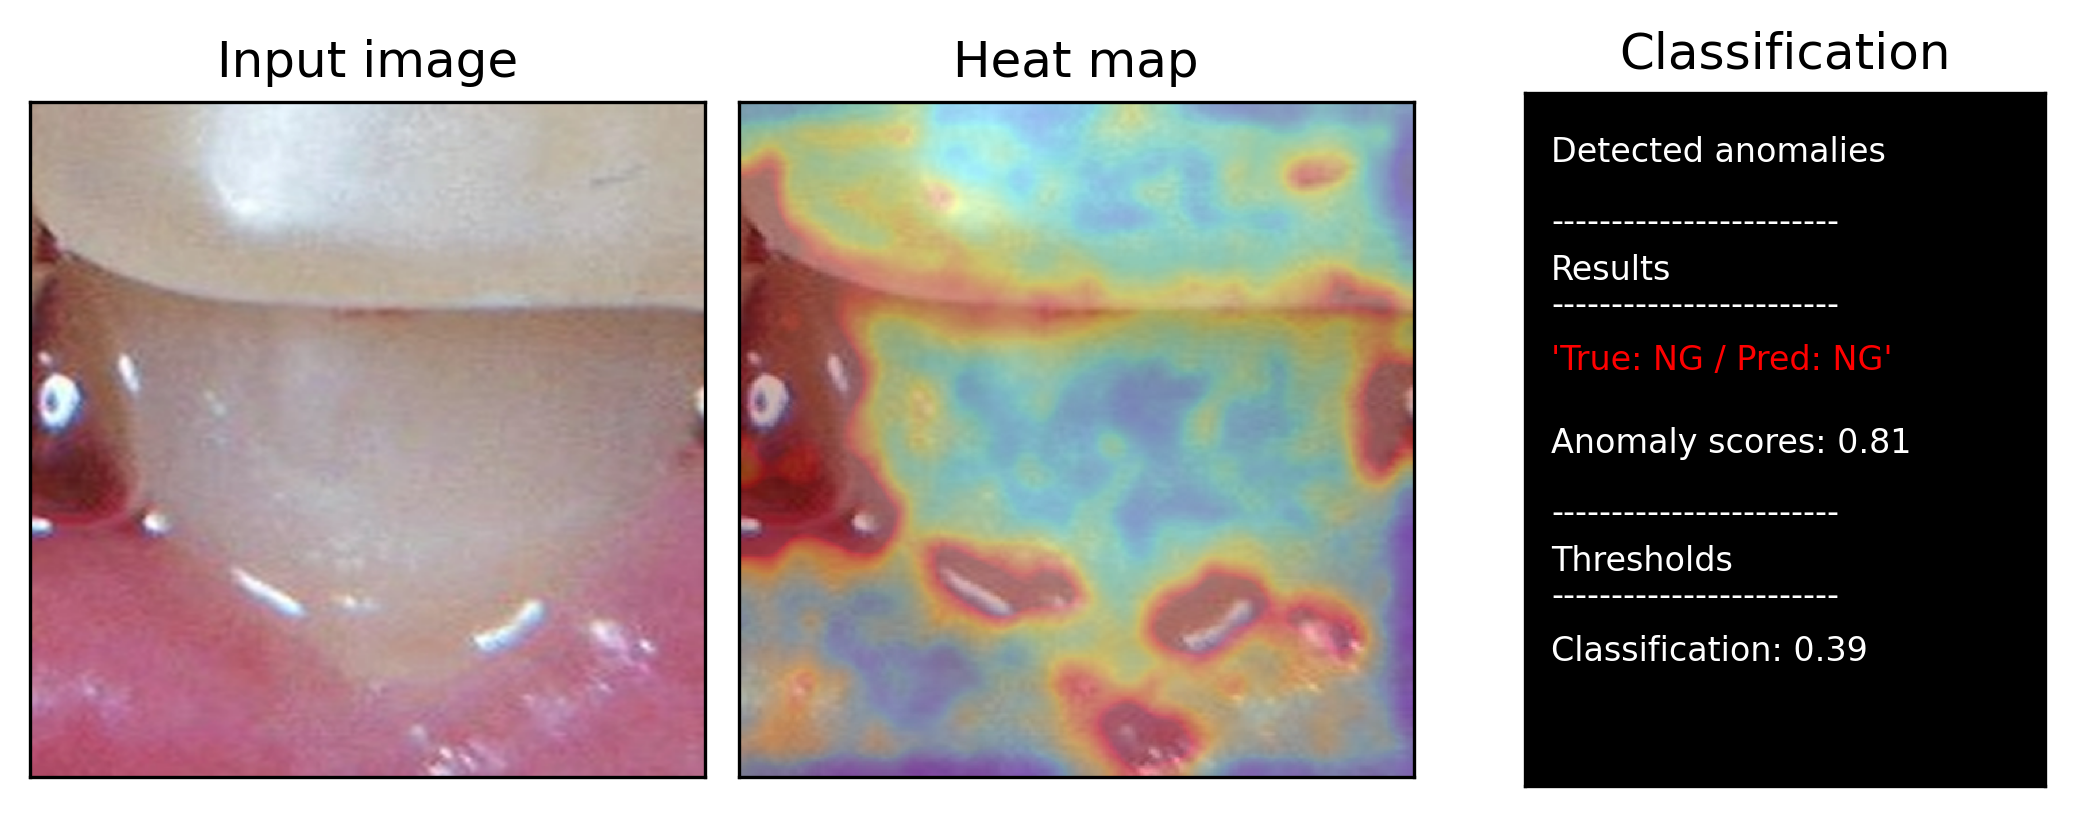 Input image
Heat map
Classification
Detected anomalies
------------------------
Results
------------------------
'True: NG / Pred: NG'
Anomaly scores: 0.81
------------------------
Thresholds
------------------------
Classification: 0.39